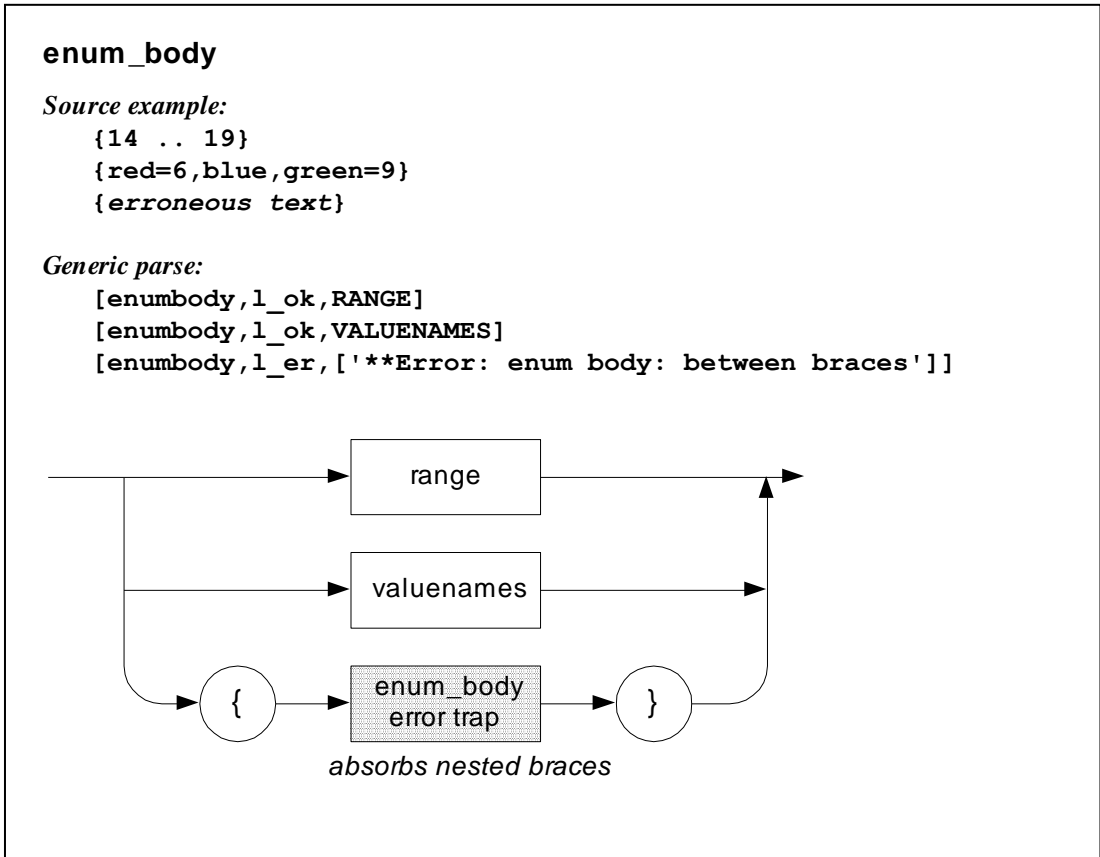 enum_body
Source example:
{14 .. 19}
{red=6,blue,green=9}
{erroneous text}
Generic parse:
[enumbody,l_ok,RANGE]
[enumbody,l_ok,VALUENAMES]
[enumbody,l_er,['**Error: enum body: between braces']]
range
valuenames
{
enum_body
error trap
}
absorbs nested braces